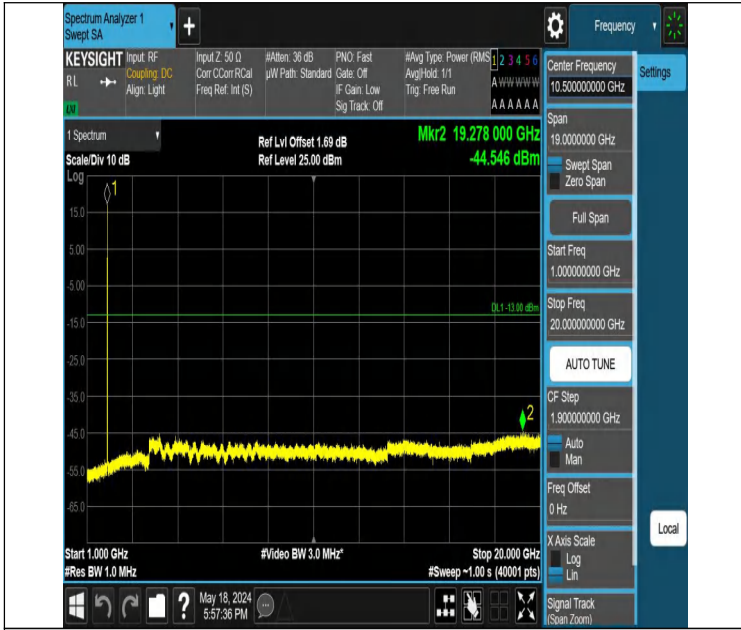 Spectrum Analyzer 1
Swept SA
Frequency
KEYSIGHT
RL
Input: RF
Coupling: DC
Align: Light
Input Z: 50 Ω
Corr CCorr RCal
Freq Ref: Int (S)
#Atten: 36 dB
µW Path: Standard
PNO: Fast
Gate: Off
IF Gain: Low
Sig Track: Off
#Avg Type: Power (RMS
Avg|Hold: 1/1
Trig: Free Run
1 2 3 4 5 6
A W W W W W
A A A A A A
1 Spectrum
Scale/Div 10 dB
Ref Lvl Offset 1.69 dB
Ref Level 25.00 dBm
Mkr2 19.278 000 GHz
-44.546 dBm
Log
1
15.0
5.00
-5.00
DL1 -13.00 dBm
-15.0
-25.0
-35.0
2
-45.0
-55.0
-65.0
Start 1.000 GHz
#Res BW 1.0 MHz
#Video BW 3.0 MHz*
Stop 20.000 GHz
#Sweep ~1.00 s (40001 pts)
May 18, 2024
5:57:36 PM
Center Frequency
10.500000000 GHz
Settings
Span
19.0000000 GHz
Swept Span
Zero Span
Full Span
Start Freq
1.000000000 GHz
Stop Freq
20.000000000 GHz
AUTO TUNE
CF Step
1.900000000 GHz
Auto
Man
Freq Offset
0 Hz
X Axis Scale
Log
Lin
Local
Signal Track
(Span Zoom)